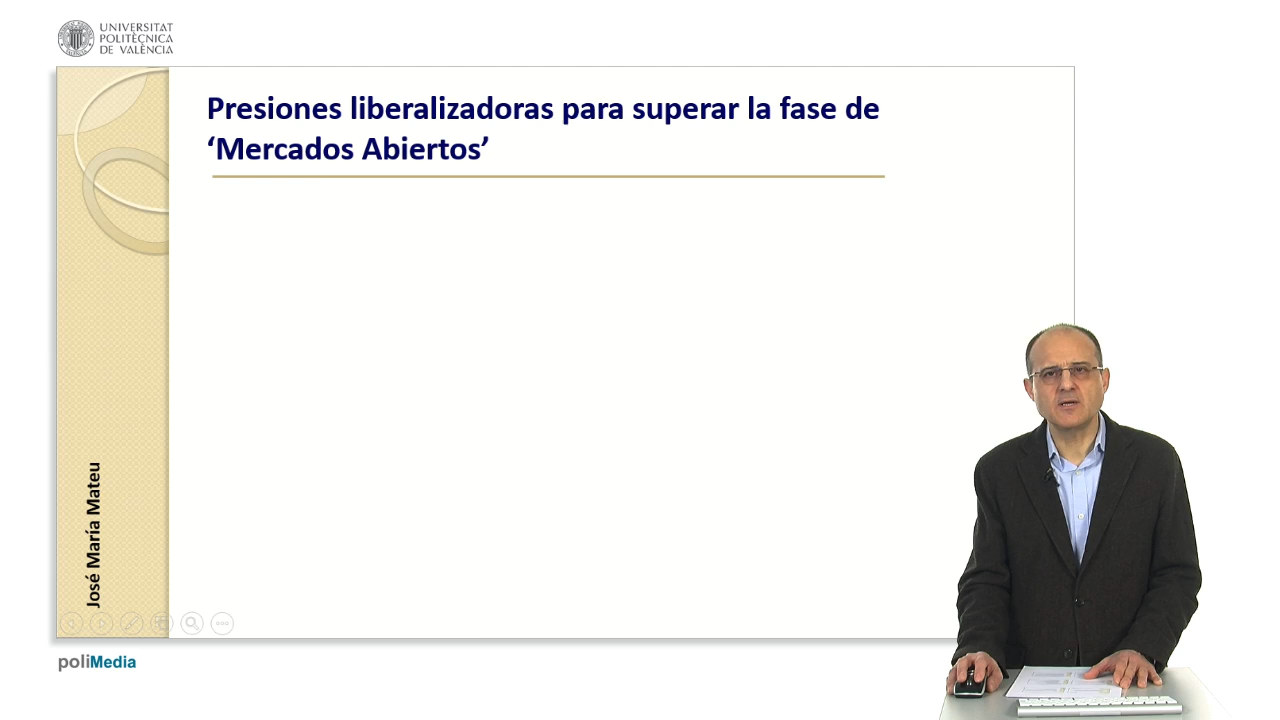 UNIVERSITAT
POLITÈCNICA
DE VALÈNCIA
Presiones liberalizadoras para superar la fase de
‘Mercados Abiertos’
José María Mateu
poliMedia